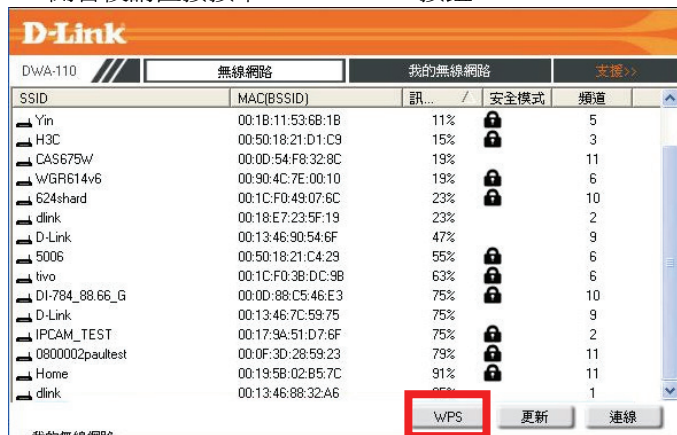 D-Link
DWA-110 無線網路 我的無線網路 支援>>
SSID MAC(BSSID) 訊... 安全模式 頻道
Yin 00:1B:11:53:6B:1B 11% 5
H3C 00:50:18:21:D1:C9 15% 3
CAS675W 00:0D:54:F8:32:8C 19% 11
WGR614v6 00:90:4C:7E:00:10 19% 6
624shard 00:1C:F0:49:07:6C 23% 10
dlink 00:18:E7:23:5F:19 23% 2
D-Link 00:13:46:90:54:6F 47% 9
5006 00:50:18:21:C4:29 55% 6
tivo 00:1C:F0:3B:DC:9B 63% 6
DI-784_88.66_G 00:0D:88:C5:46:E3 75% 10
D-Link 00:13:46:7C:59:75 75% 9
IPCAM_TEST 00:17:9A:51:D7:6F 75% 2
0800002paultest 00:0F:3D:28:59:23 79% 11
Home 00:19:5B:02:B5:7C 91% 11
dlink 00:13:46:88:32:A6 1
WPS 更新 連線